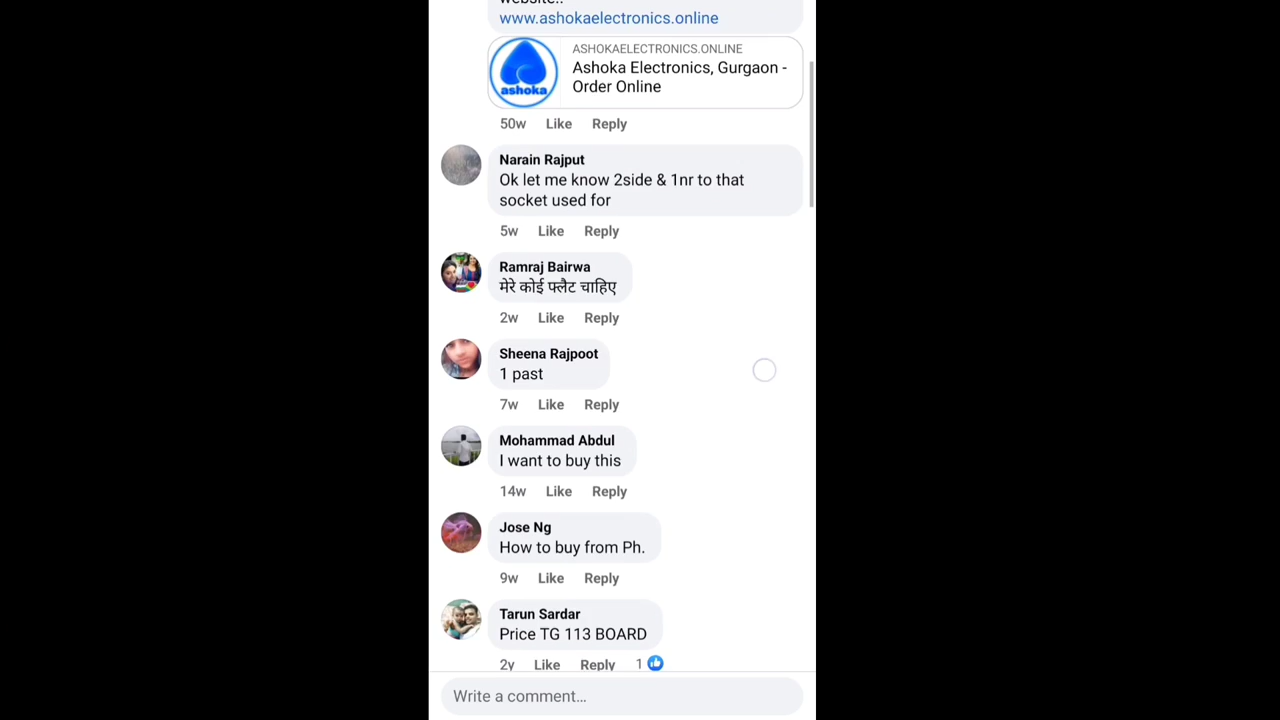 website..
www.ashokaelectronics.online
ashoka
ASHOKAELECTRONICS.ONLINE
Ashoka Electronics, Gurgaon -
Order Online
50w Like Reply
Narain Rajput
Ok let me know 2side & 1nr to that
socket used for
5w Like Reply
Ramraj Bairwa
मेरे कोई फ्लैट चाहिए
2w Like Reply
Sheena Rajpoot
1 past
7w Like Reply
Mohammad Abdul
I want to buy this
14w Like Reply
Jose Ng
How to buy from Ph.
9w Like Reply
Tarun Sardar
Price TG 113 BOARD
2y Like Reply 1
Write a comment...